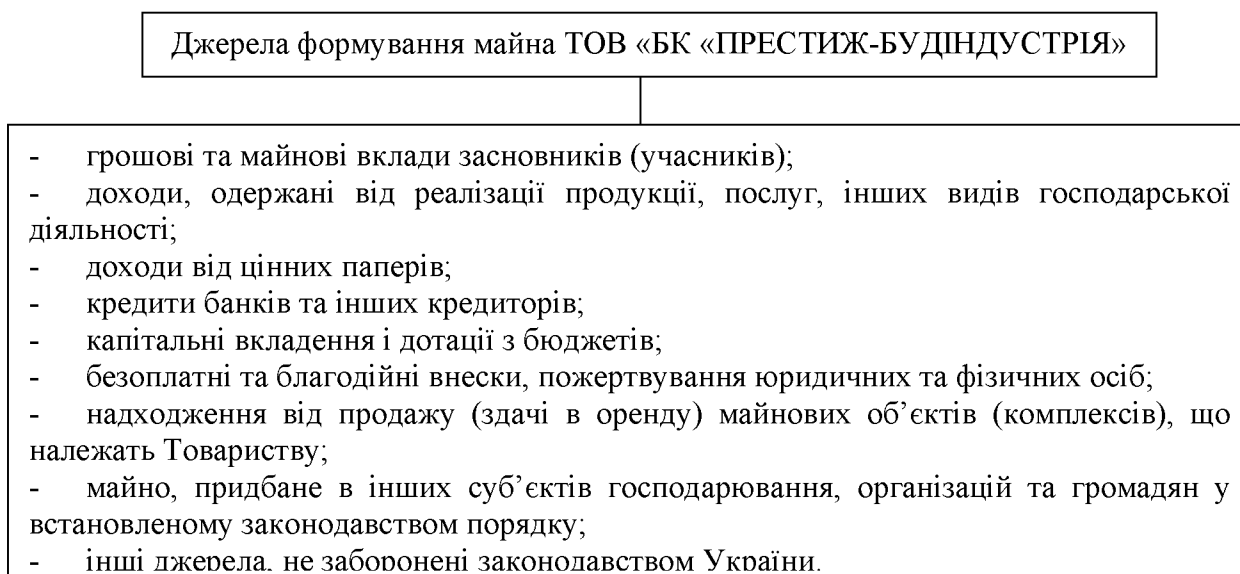 Джерела формування майна ТОВ «БК «ПРЕСТИЖ-БУДІНДУСТРІЯ»
- грошові та майнові вклади засновників (учасників);
- доходи, одержані від реалізації продукції, послуг, інших видів господарської
діяльності;
- доходи від цінних паперів;
- кредити банків та інших кредиторів;
- капітальні вкладення і дотації з бюджетів;
- безоплатні та благодійні внески, пожертвування юридичних та фізичних осіб;
- надходження від продажу (здачі в оренду) майнових об’єктів (комплексів), що
належать Товариству;
- майно, придбане в інших суб’єктів господарювання, організацій та громадян у
встановленому законодавством порядку;
- інші джерела, не заборонені законодавством України.